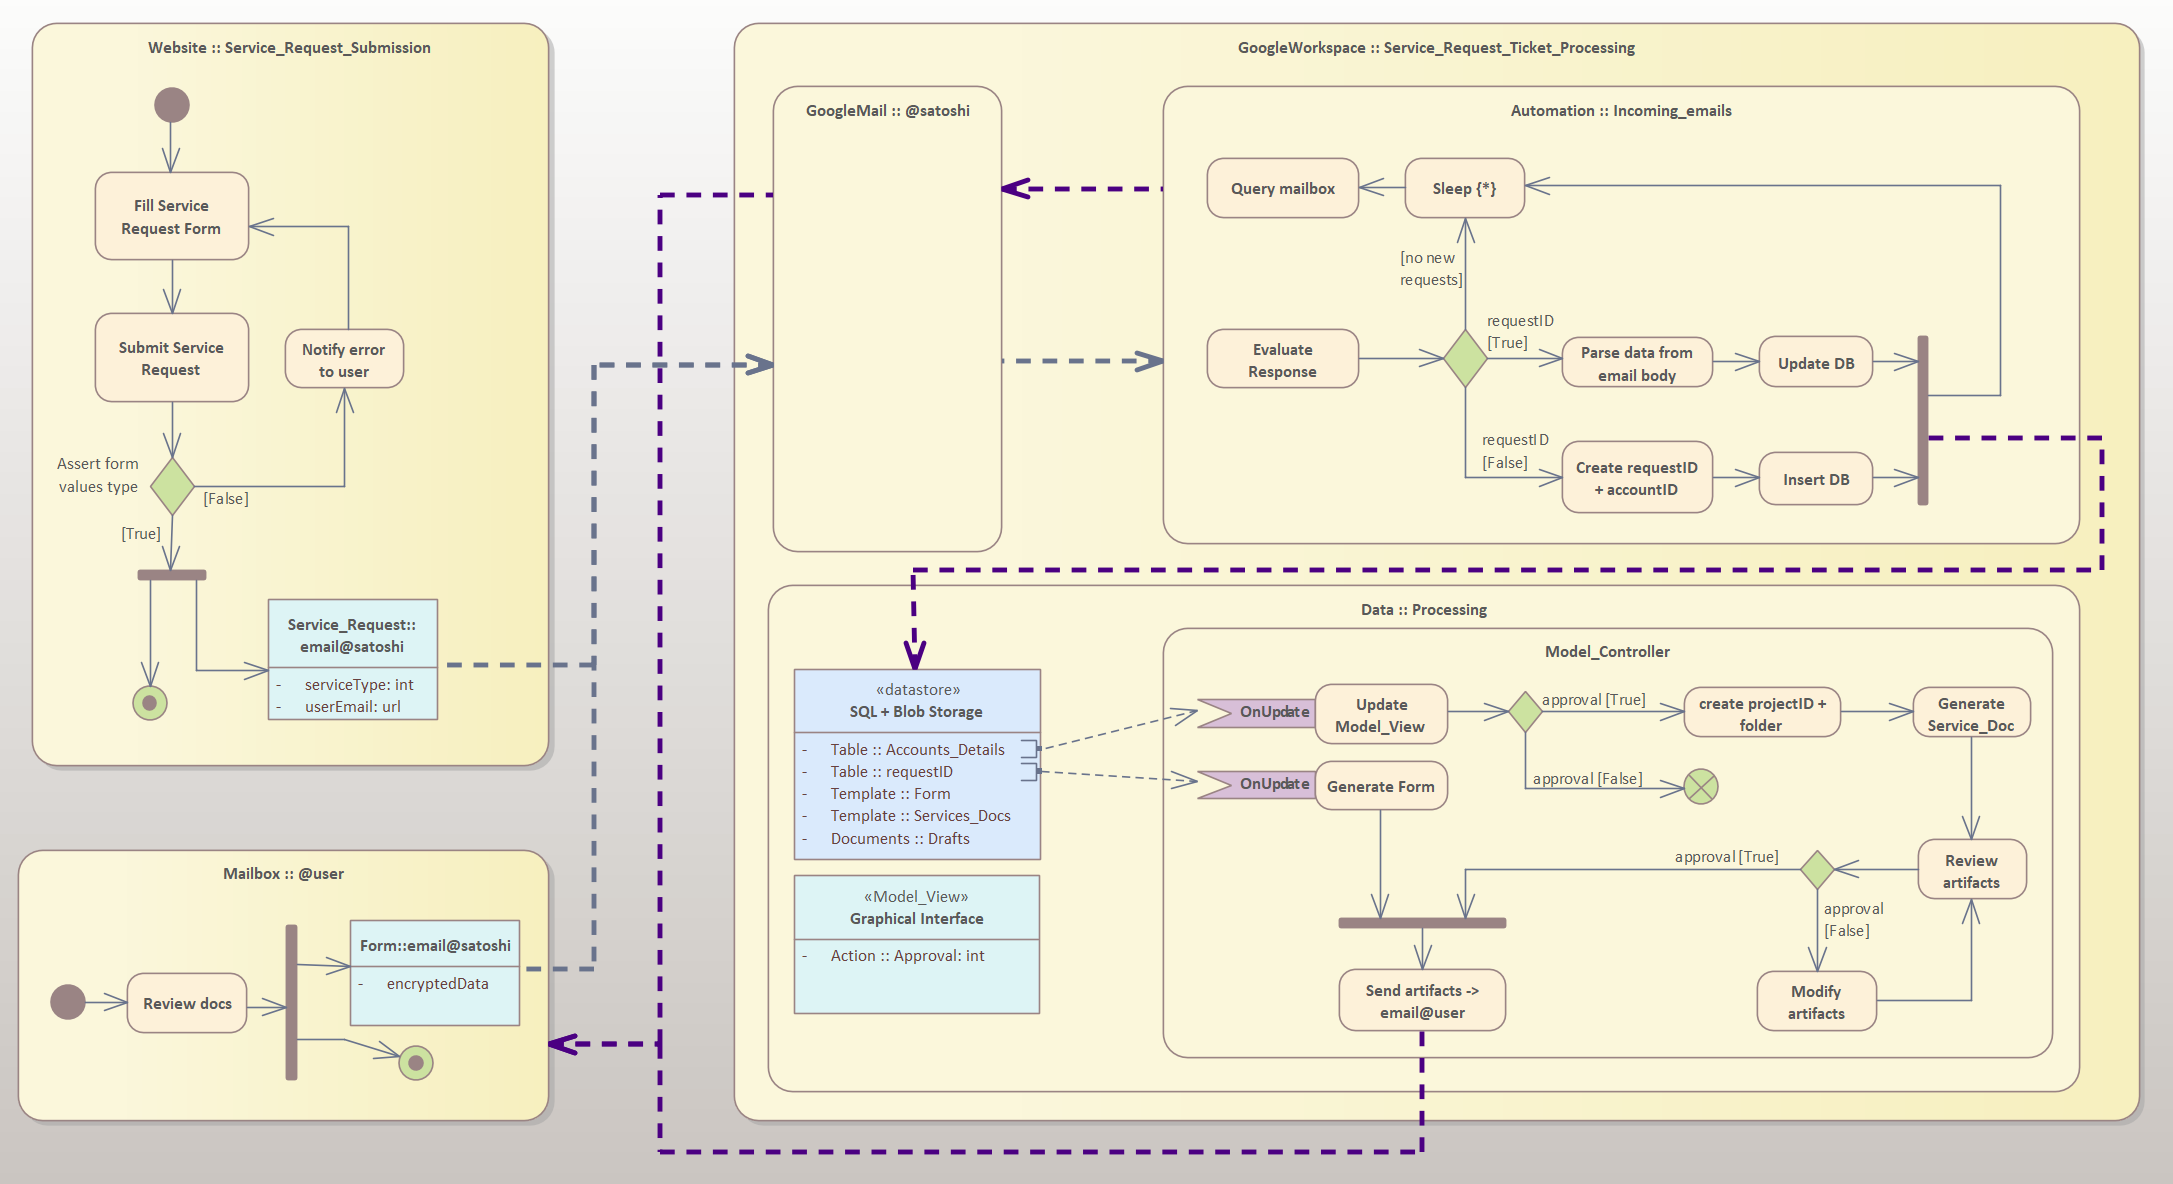 Website :: Service_Request_Submission
Fill Service
Request Form
Submit Service
Request
Notify error
to user
Assert form
values type
[False]
[True]
Service_Request::
email@satoshi
- serviceType: int
- userEmail: url
Mailbox :: @user
Review docs
Form::email@satoshi
- encryptedData
GoogleWorkspace :: Service_Request_Ticket_Processing
GoogleMail :: @satoshi
Automation :: Incoming_emails
Query mailbox
Sleep {*}
[no new
requests]
Evaluate
Response
requestID
[True]
Parse data from
email body
Update DB
requestID
[False]
Create requestID
+ accountID
Insert DB
Data :: Processing
«datastore»
SQL + Blob Storage
- Table :: Accounts_Details
- Table :: requestID
- Template :: Form
- Template :: Services_Docs
- Documents :: Drafts
«Model_View»
Graphical Interface
- Action :: Approval: int
Model_Controller
OnUpdate
Update
Model_View
approval [True]
create projectID +
folder
Generate
Service_Doc
OnUpdate
Generate Form
approval [False]
approval [True]
Review
artifacts
approval
[False]
Modify
artifacts
Send artifacts ->
email@user